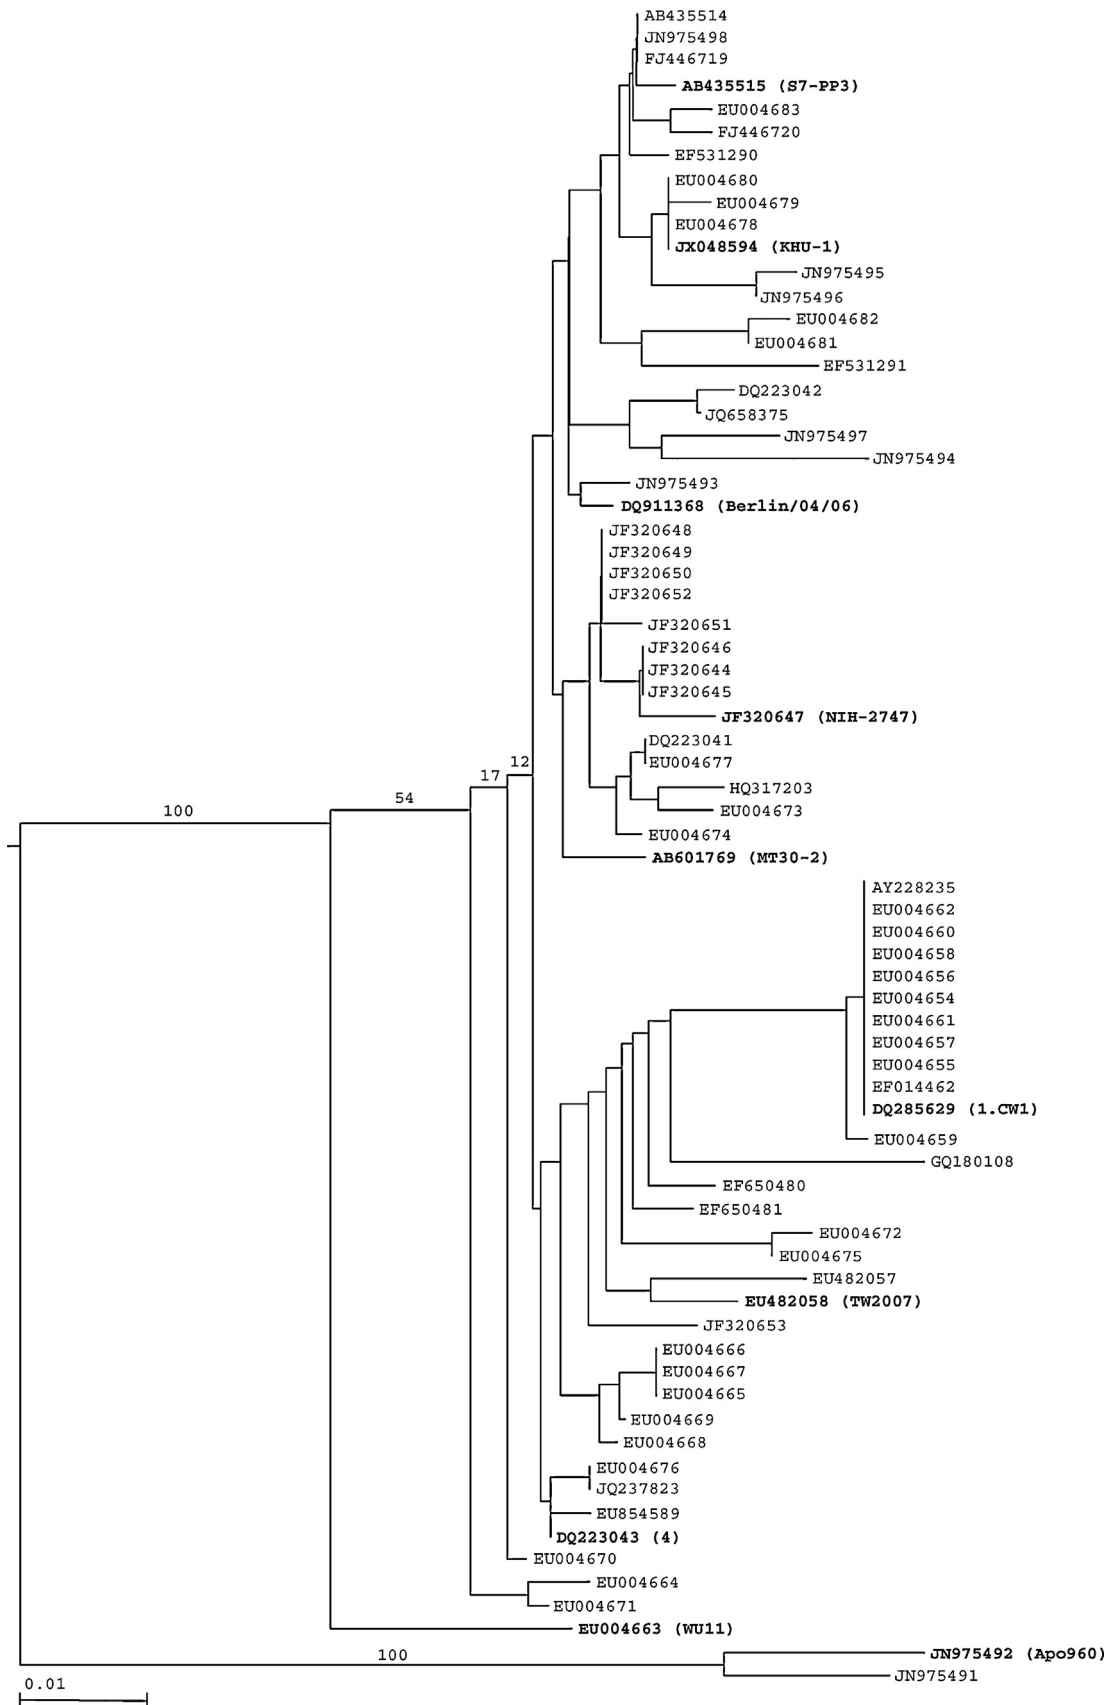 AB435514
JN975498
FJ446719
AB435515 (S7-PP3)
EU004683
FJ446720
EF531290
EU004680
EU004679
EU004678
JX048594 (KHU-1)
JN975495
JN975496
EU004682
EU004681
EF531291
DQ223042
JQ658375
JN975497
JN975494
JN975493
DQ911368 (Berlin/04/06)
JF320648
JF320649
JF320650
JF320652
JF320651
JF320646
JF320644
JF320645
JF320647 (NIH-2747)
DQ223041
EU004677
12
17
HQ317203
54
100
EU004673
EU004674
AB601769 (MT30-2)
AY228235
EU004662
EU004660
EU004658
EU004656
EU004654
EU004661
EU004657
EU004655
EF014462
DQ285629 (1.CW1)
EU004659
GQ180108
EF650480
EF650481
EU004672
EU004675
EU482057
EU482058 (TW2007)
JF320653
EU004666
EU004667
EU004665
EU004669
EU004668
EU004676
JQ237823
EU854589
DQ223043 (4)
EU004670
EU004664
EU004671
EU004663 (WU11)
100
JN975492 (Apo960)
JN975491
0.01